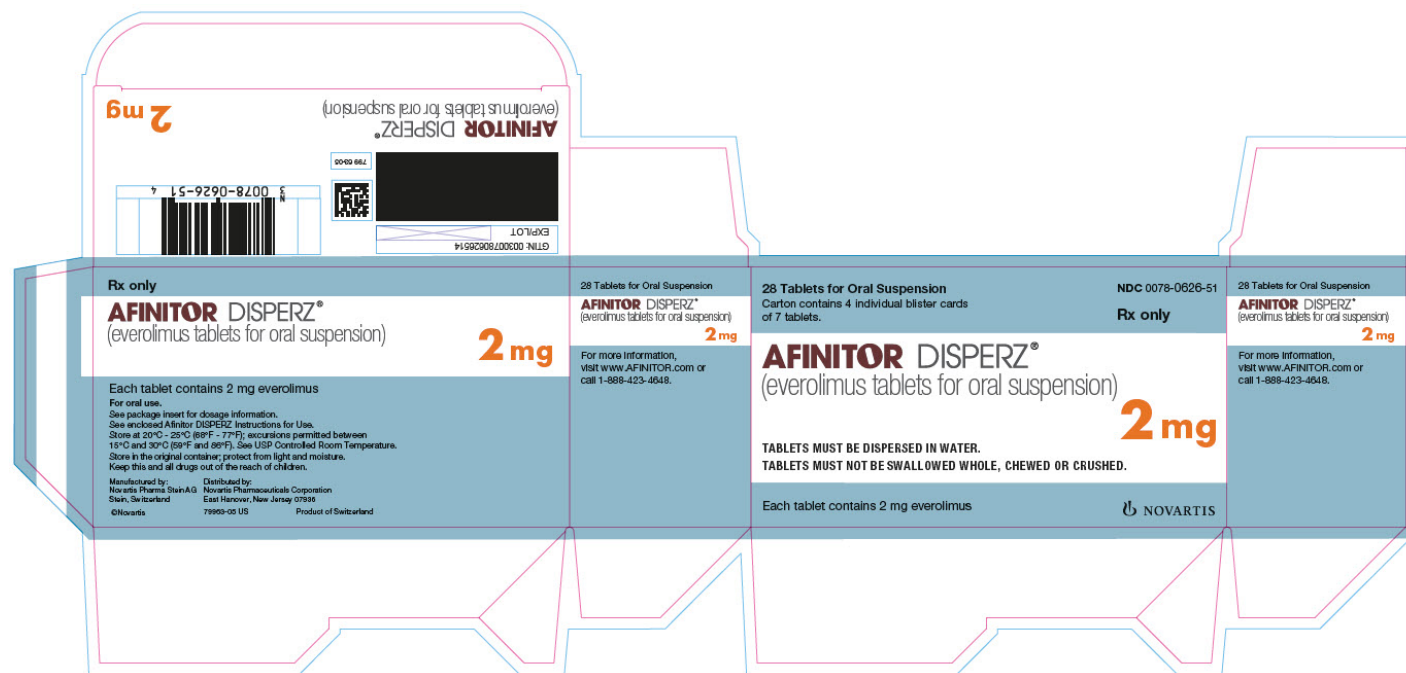 2 mg
AFINITOR DISPERZ®
(everolimus tablets for oral suspension)
799 63-05
N
3 0078-0626-51 4
EXP/LOT
GTIN: 00300780626514
Rx only
AFINITOR DISPERZ®
(everolimus tablets for oral suspension)
2 mg
Each tablet contains 2 mg everolimus
For oral use.
See package insert for dosage information.
See enclosed Afinitor DISPERZ Instructions for Use.
Store at 20°C - 25°C (68°F - 77°F); excursions permitted between
15°C and 30°C (59°F and 86°F). See USP Controlled Room Temperature.
Store in the original container; protect from light and moisture.
Keep this and all drugs out of the reach of children.
Manufactured by:
Novartis Pharma Stein AG
Stein, Switzerland
Distributed by:
Novartis Pharmaceuticals Corporation
East Hanover, New Jersey 07936
©Novartis
79963-05 US
Product of Switzerland
28 Tablets for Oral Suspension
AFINITOR DISPERZ®
(everolimus tablets for oral suspension)
2 mg
For more information,
visit www.AFINITOR.com or
call 1-888-423-4648.
28 Tablets for Oral Suspension
Carton contains 4 individual blister cards
of 7 tablets.
NDC 0078-0626-51
Rx only
AFINITOR DISPERZ®
(everolimus tablets for oral suspension)
2 mg
TABLETS MUST BE DISPERSED IN WATER.
TABLETS MUST NOT BE SWALLOWED WHOLE, CHEWED OR CRUSHED.
Each tablet contains 2 mg everolimus
NOVARTIS
28 Tablets for Oral Suspension
AFINITOR DISPERZ®
(everolimus tablets for oral suspension)
2 mg
For more information,
visit www.AFINITOR.com or
call 1-888-423-4648.